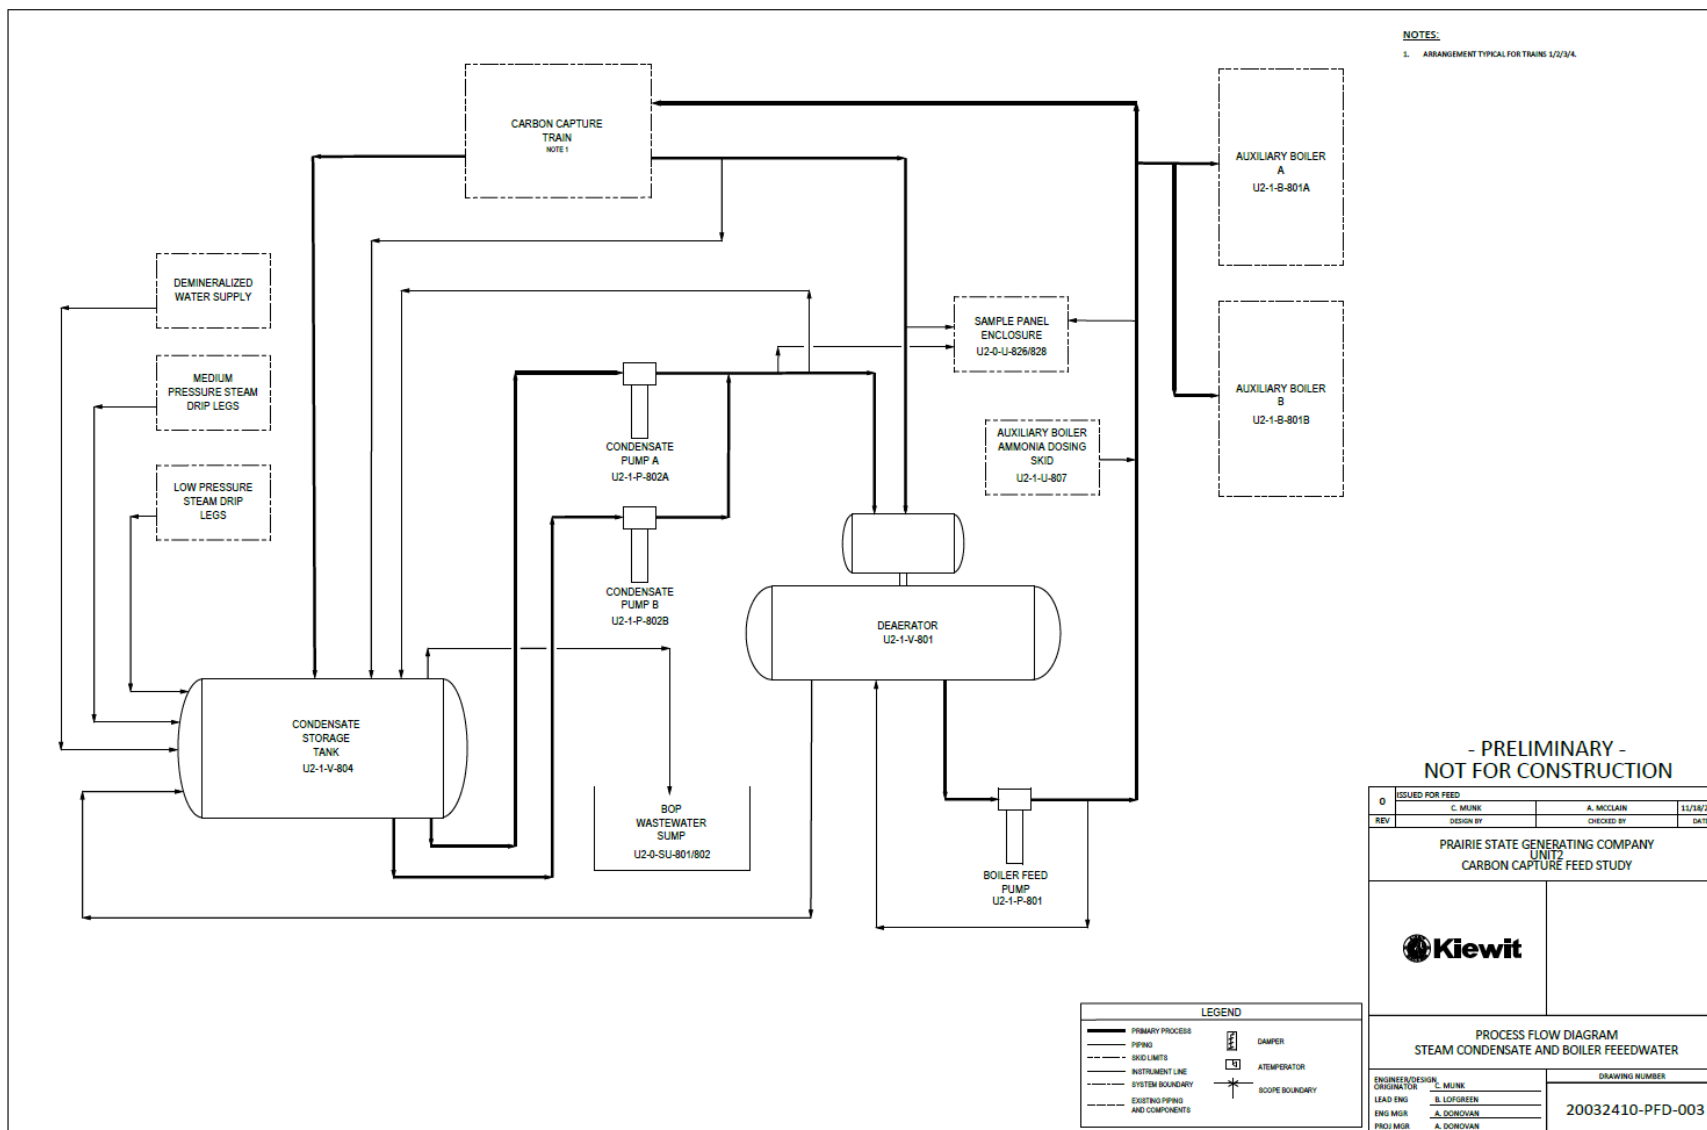 NOTES:
1. ARRANGEMENT TYPICAL FOR TRAINS 1/2/3/4.
CARBON CAPTURE
TRAIN
NOTE 1
AUXILIARY BOILER
A
U2-1-B-801A
DEMINERALIZED
WATER SUPPLY
SAMPLE PANEL
ENCLOSURE
U2-0-U-826/828
MEDIUM
PRESSURE STEAM
DRIP LEGS
AUXILIARY BOILER
B
U2-1-B-801B
CONDENSATE
PUMP A
U2-1-P-802A
AUXILIARY BOILER
AMMONIA DOSING
SKID
U2-1-U-807
LOW PRESSURE
STEAM DRIP
LEGS
CONDENSATE
PUMP B
U2-1-P-802B
DEAERATOR
U2-1-V-801
CONDENSATE
STORAGE
TANK
U2-1-V-804
BOP
WASTEWATER
SUMP
U2-0-SU-801/802
BOILER FEED
PUMP
U2-1-P-801
- PRELIMINARY -
NOT FOR CONSTRUCTION
0 ISSUED FOR FEED
C. MUNK A. MCCLAIN 11/18/2
REV DESIGN BY CHECKED BY DATE
PRAIRIE STATE GENERATING COMPANY
UNIT2
CARBON CAPTURE FEED STUDY
Kiewit
PROCESS FLOW DIAGRAM
STEAM CONDENSATE AND BOILER FEEEDWATER
ENGINEER/DESIGN
ORIGINATOR C. MUNK
LEAD ENG B. LOFGREEN
ENG MGR A. DONOVAN
PROJ MGR A. DONOVAN
DRAWING NUMBER
20032410-PFD-003
LEGEND
PRIMARY PROCESS
PIPING
SKID LIMITS
INSTRUMENT LINE
SYSTEM BOUNDARY
EXISTING PIPING
AND COMPONENTS
DAMPER
ATEMPERATOR
SCOPE BOUNDARY